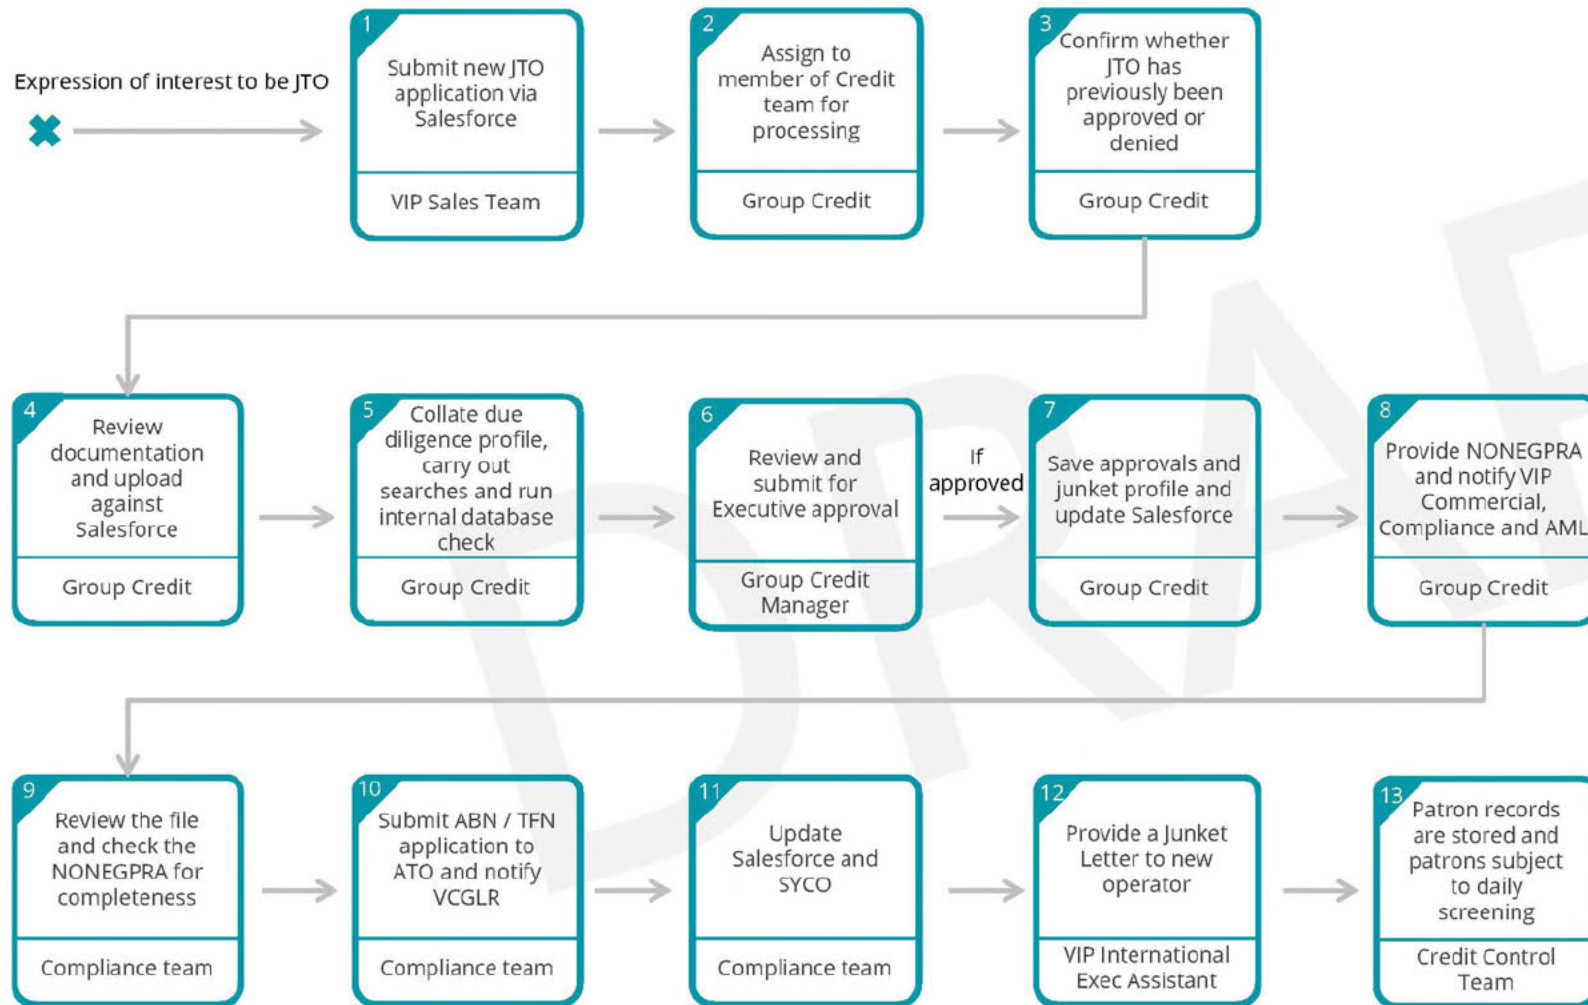 Expression of interest to be JTO
1
Submit new JTO
application via
Salesforce
VIP Sales Team
2
Assign to
member of Credit
team for
processing
Group Credit
3
Confirm whether
JTO has
previously been
approved or
denied
Group Credit
4
Review
documentation
and upload
against
Salesforce
Group Credit
5
Collate due
diligence profile,
carry out
searches and run
internal database
check
Group Credit
6
Review and
submit for
Executive approval
Group Credit
Manager
If
approved
7
Save approvals and
junket profile and
update Salesforce
Group Credit
8
Provide NONEGPRA
and notify VIP
Commercial,
Compliance and AML
Group Credit
9
Review the file
and check the
NONEGPRA for
completeness
Compliance team
10
Submit ABN / TFN
application to
ATO and notify
VCGLR
Compliance team
11
Update
Salesforce and
SYCO
Compliance team
12
Provide a Junket
Letter to new
operator
VIP International
Exec Assistant
13
Patron records
are stored and
patrons subject
to daily
screening
Credit Control
Team